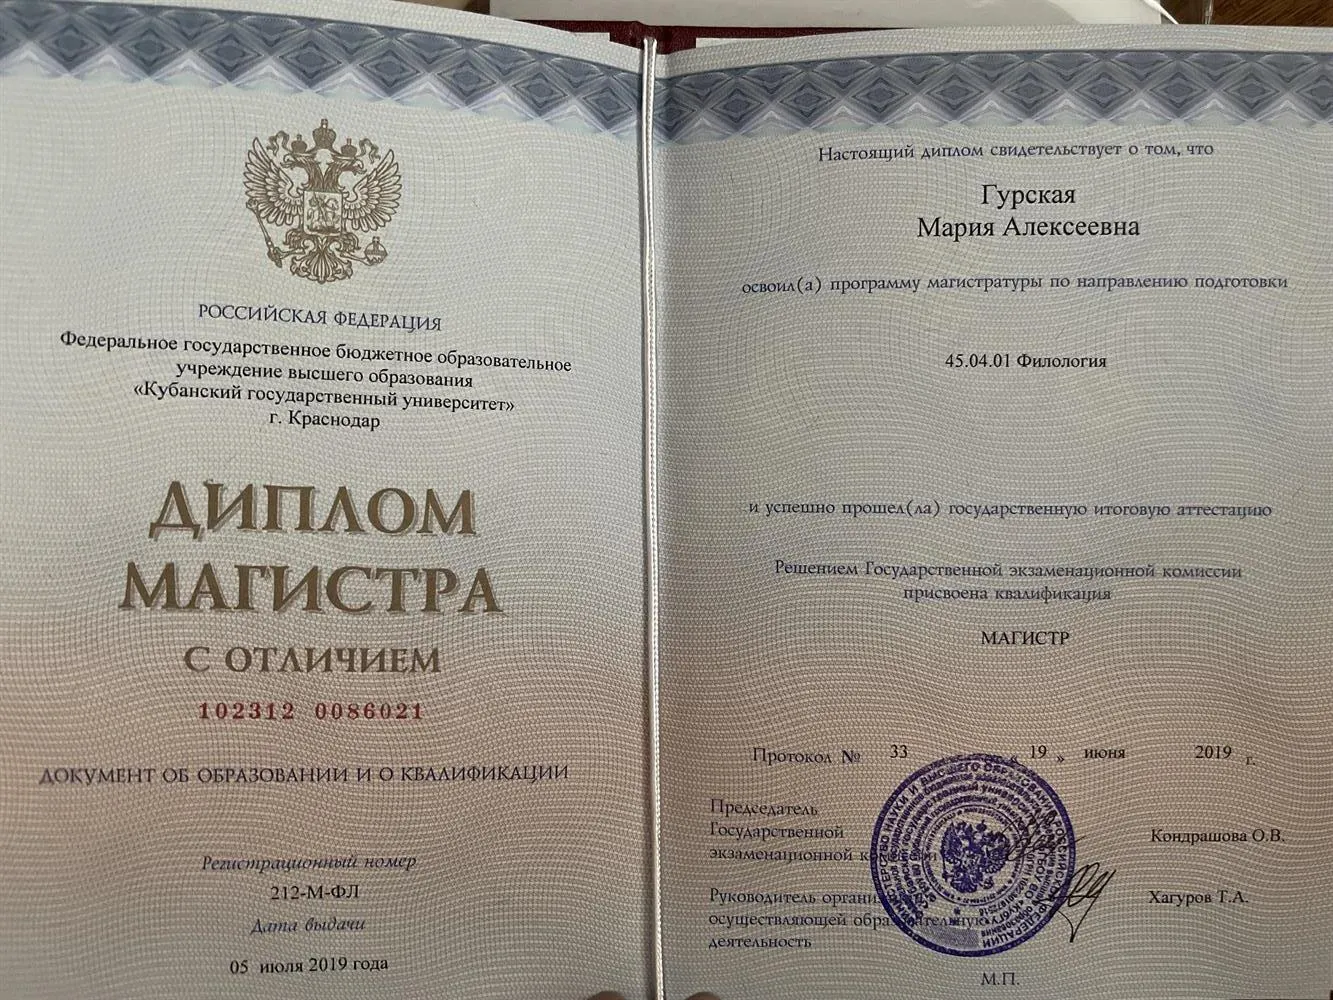 РОССИЙСКАЯ ФЕДЕРАЦИЯ
Федеральное государственное бюджетное образовательное
учреждение высшего образования
«Кубанский государственный университет»
г. Краснодар
ДИПЛОМ
МАГИСТРА
С ОТЛИЧИЕМ
102312 0086021
ДОКУМЕНТ ОБ ОБРАЗОВАНИИ И О КВАЛИФИКАЦИИ
Регистрационный номер
212-М-ФЛ
Дата выдачи
05 июля 2019 года
Настоящий диплом свидетельствует о том, что
Гурская
Мария Алексеевна
освоил(а) программу магистратуры по направлению подготовки
45.04.01 Филология
и успешно прошел(ла) государственную итоговую аттестацию
Решением Государственной экзаменационной комиссии
присвоена квалификация
МАГИСТР
Протокол № 33 « 19 » июня 2019 г.
Председатель
Государственной
экзаменационной
Кондрашова О.В.
Руководитель
осуществляющей
деятельность
Хагуров Т.А.
М.П.